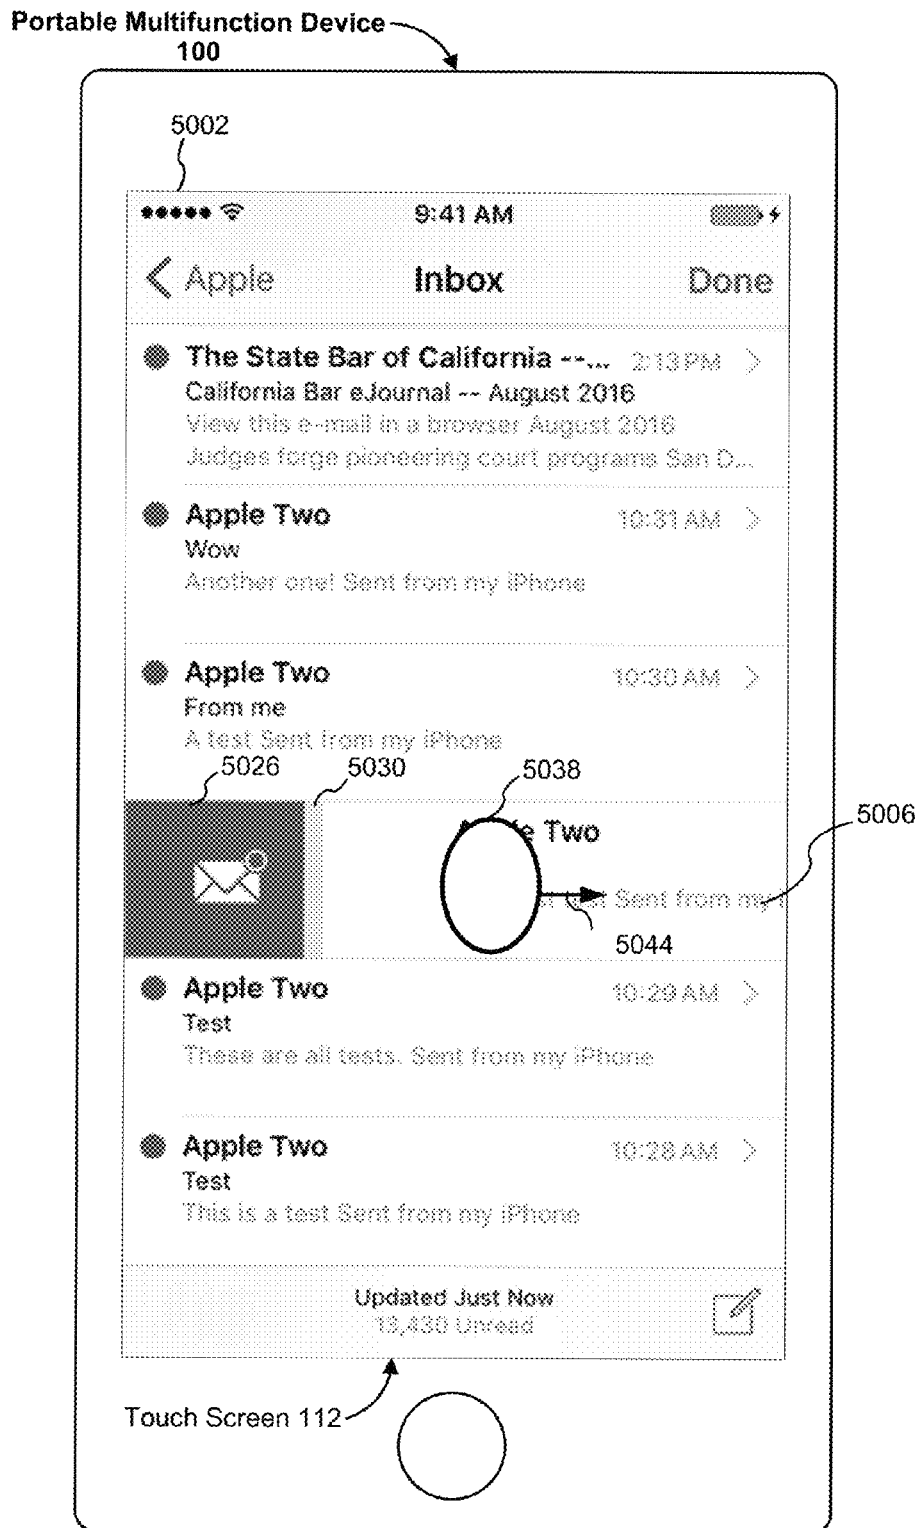 Portable Multifunction Device
100
5002
9:41 AM
Apple Inbox Done
The State Bar of California --... 2:13 PM
California Bar eJournal -- August 2016
View this e-mail in a browser August 2016
Judges forge pioneering court programs San D...
Apple Two 10:31 AM
Wow
Another one! Sent from my iPhone
Apple Two 10:30 AM
From me
A test Sent from my iPhone
5026 5030 5038
5006
Two
Sent from my
5044
Apple Two 10:29 AM
Test
These are all tests. Sent from my iPhone
Apple Two 10:28 AM
Test
This is a test Sent from my iPhone
Updated Just Now
13,430 Unread
Touch Screen 112